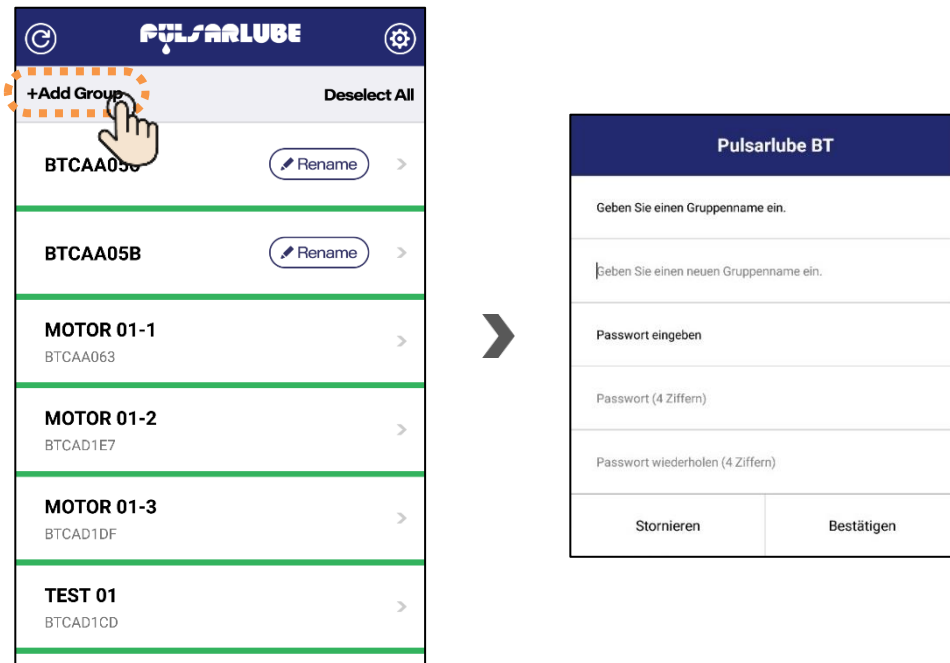 PULSARLUBE
+Add Group
Deselect All
Rename
BTCAA05B
Rename
MOTOR 01-1
BTCAA063
MOTOR 01-2
BTCAD1E7
MOTOR 01-3
BTCAD1DF
TEST 01
BTCAD1CD
Pulsarlube BT
Geben Sie einen Gruppenname ein.
Geben Sie einen neuen Gruppenname ein.
Passwort eingeben
Passwort (4 Ziffern)
Passwort wiederholen (4 Ziffern)
Stornieren
Bestätigen